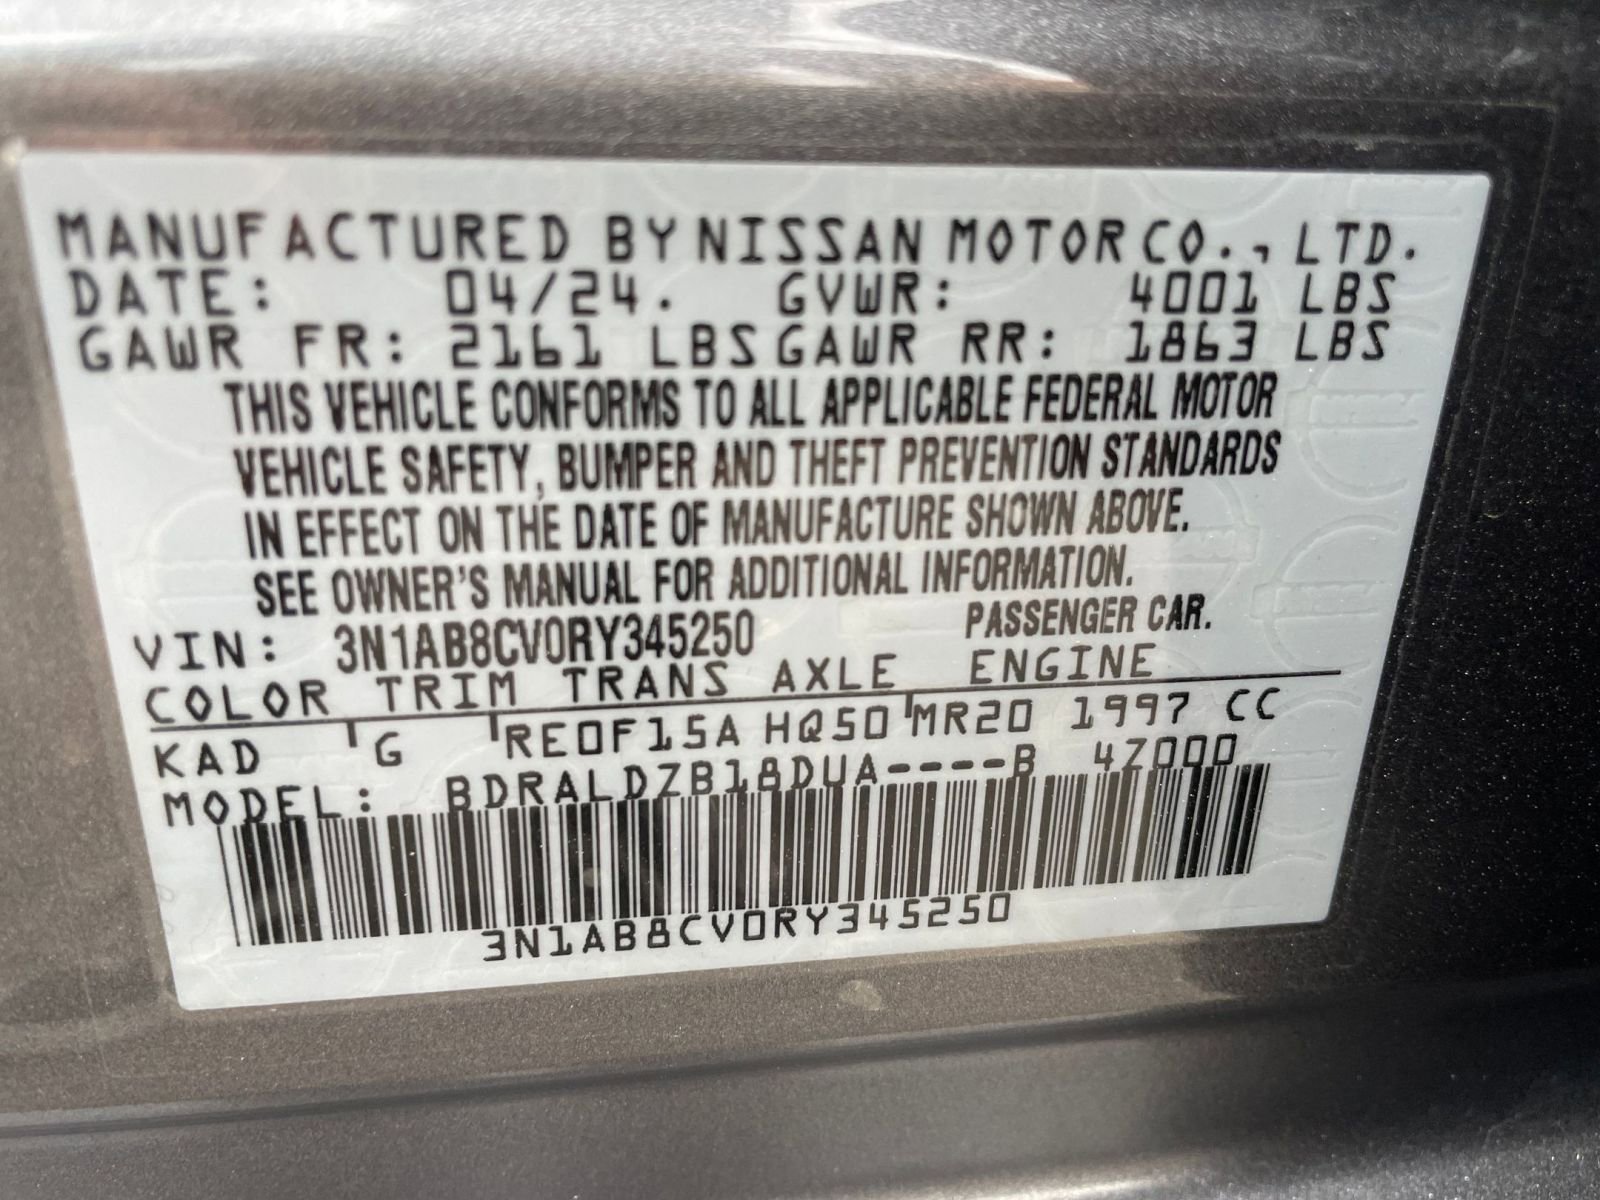 MANUFACTURED BY NISSAN MOTOR CO., LTD.
DATE: 04/24. GVWR: 4001 LBS
GAWR FR: 2161 LBS GAWR RR: 1863 LBS
THIS VEHICLE CONFORMS TO ALL APPLICABLE FEDERAL MOTOR
VEHICLE SAFETY, BUMPER AND THEFT PREVENTION STANDARDS
IN EFFECT ON THE DATE OF MANUFACTURE SHOWN ABOVE.
SEE OWNER'S MANUAL FOR ADDITIONAL INFORMATION.
VIN: 3N1AB8CV0RY345250 PASSENGER CAR.
COLOR TRIM TRANS AXLE ENGINE
KAD G RE0F15A HQ50 MR20 1997 CC
MODEL: BDRALDZB18DUA----B 4Z000
3N1AB8CV0RY345250